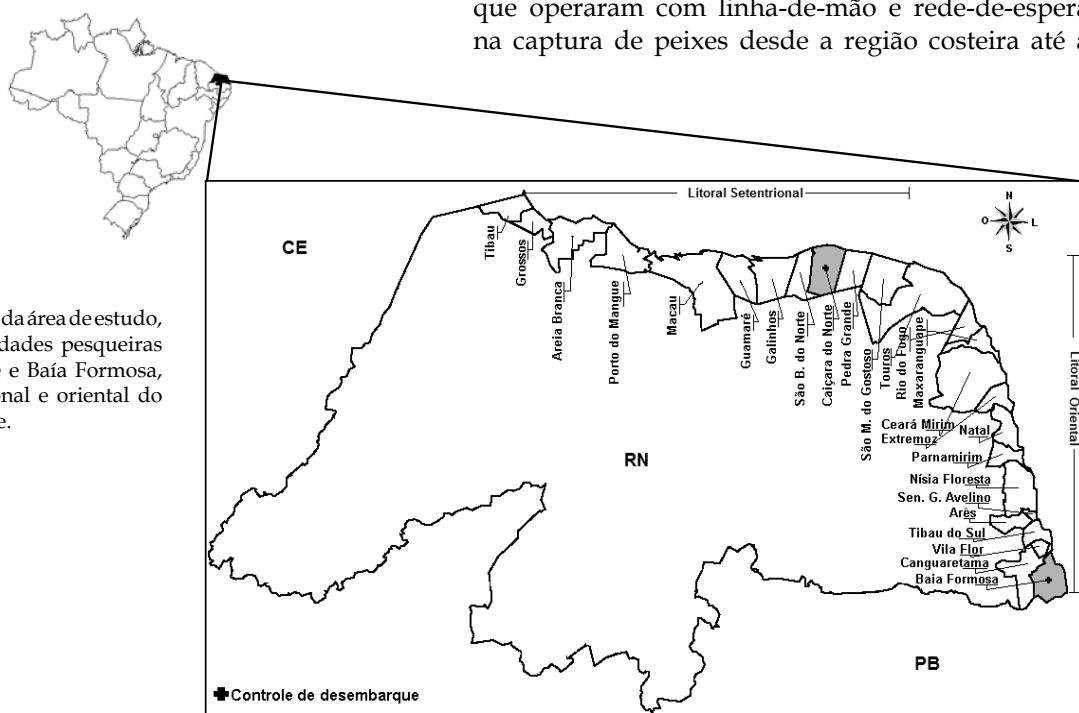 que operaram com linha-de-mão e rede-de-espera
na captura de peixes desde a região costeira até a
da área de estudo,
dades pesqueiras
e e Baía Formosa,
onal e oriental do
e.
Litoral Setentrional
N
O
L
S
CE
Tibau
Grossos
Areia Branca
Porto do Mangue
Macau
Guamaré
Galinhos
São B. do Norte
Caiçara do Norte
Pedra Grande
São M. do Gostoso
Touros
Rio do Fogo
Maxaranguape
Litoral Oriental
Ceará Mirim
Extremoz
Natal
Parnamirim
Nísia Floresta
Sen. G. Avelino
Arês
Tibau do Sul
Vila Flor
Canguaretama
Baia Formosa
RN
PB
Controle de desembarque